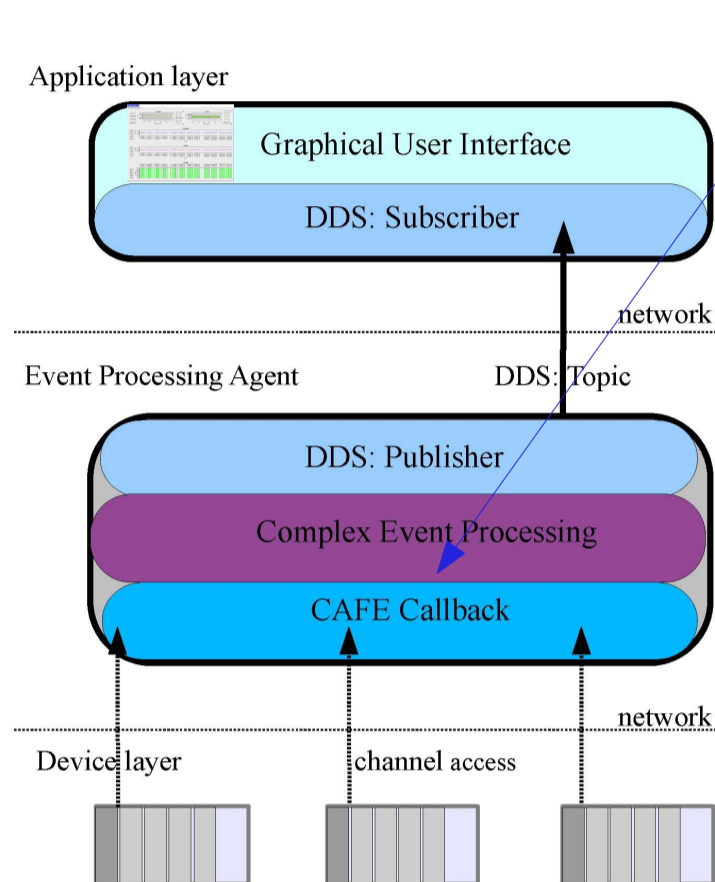 Application layer
Graphical User Interface
DDS: Subscriber
network
Event Processing Agent
DDS: Topic
DDS: Publisher
Complex Event Processing
CAFE Callback
network
Device layer
channel access